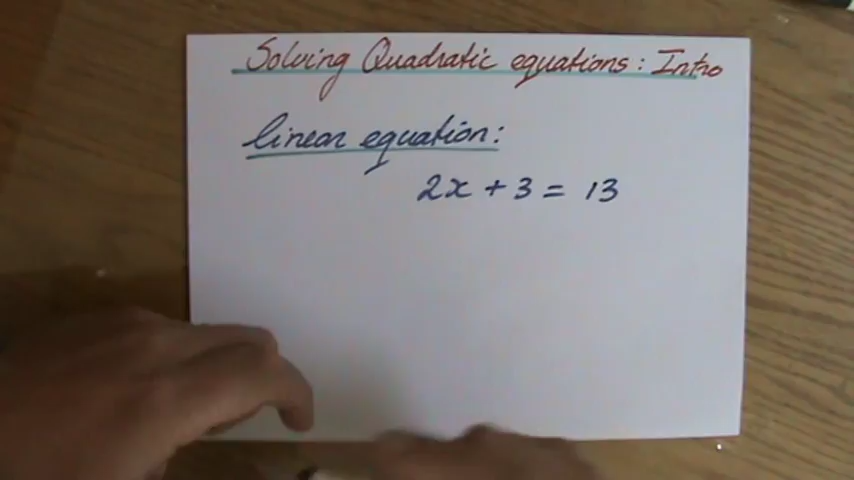 Solving Quadratic equations: Intro
linear equation:
2x + 3 = 13